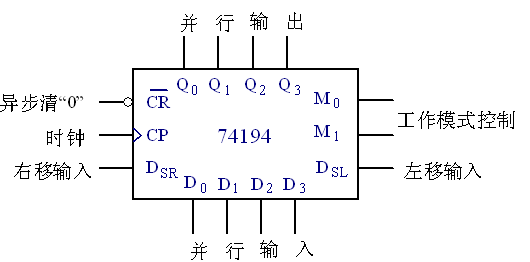 并 行 输 出
Q0 Q1 Q2 Q3
异步清“0” CR M0
工作模式控制
时钟 CP 74194 M1
右移输入 DSR DSL 左移输入
D0 D1 D2 D3
并 行 输 入